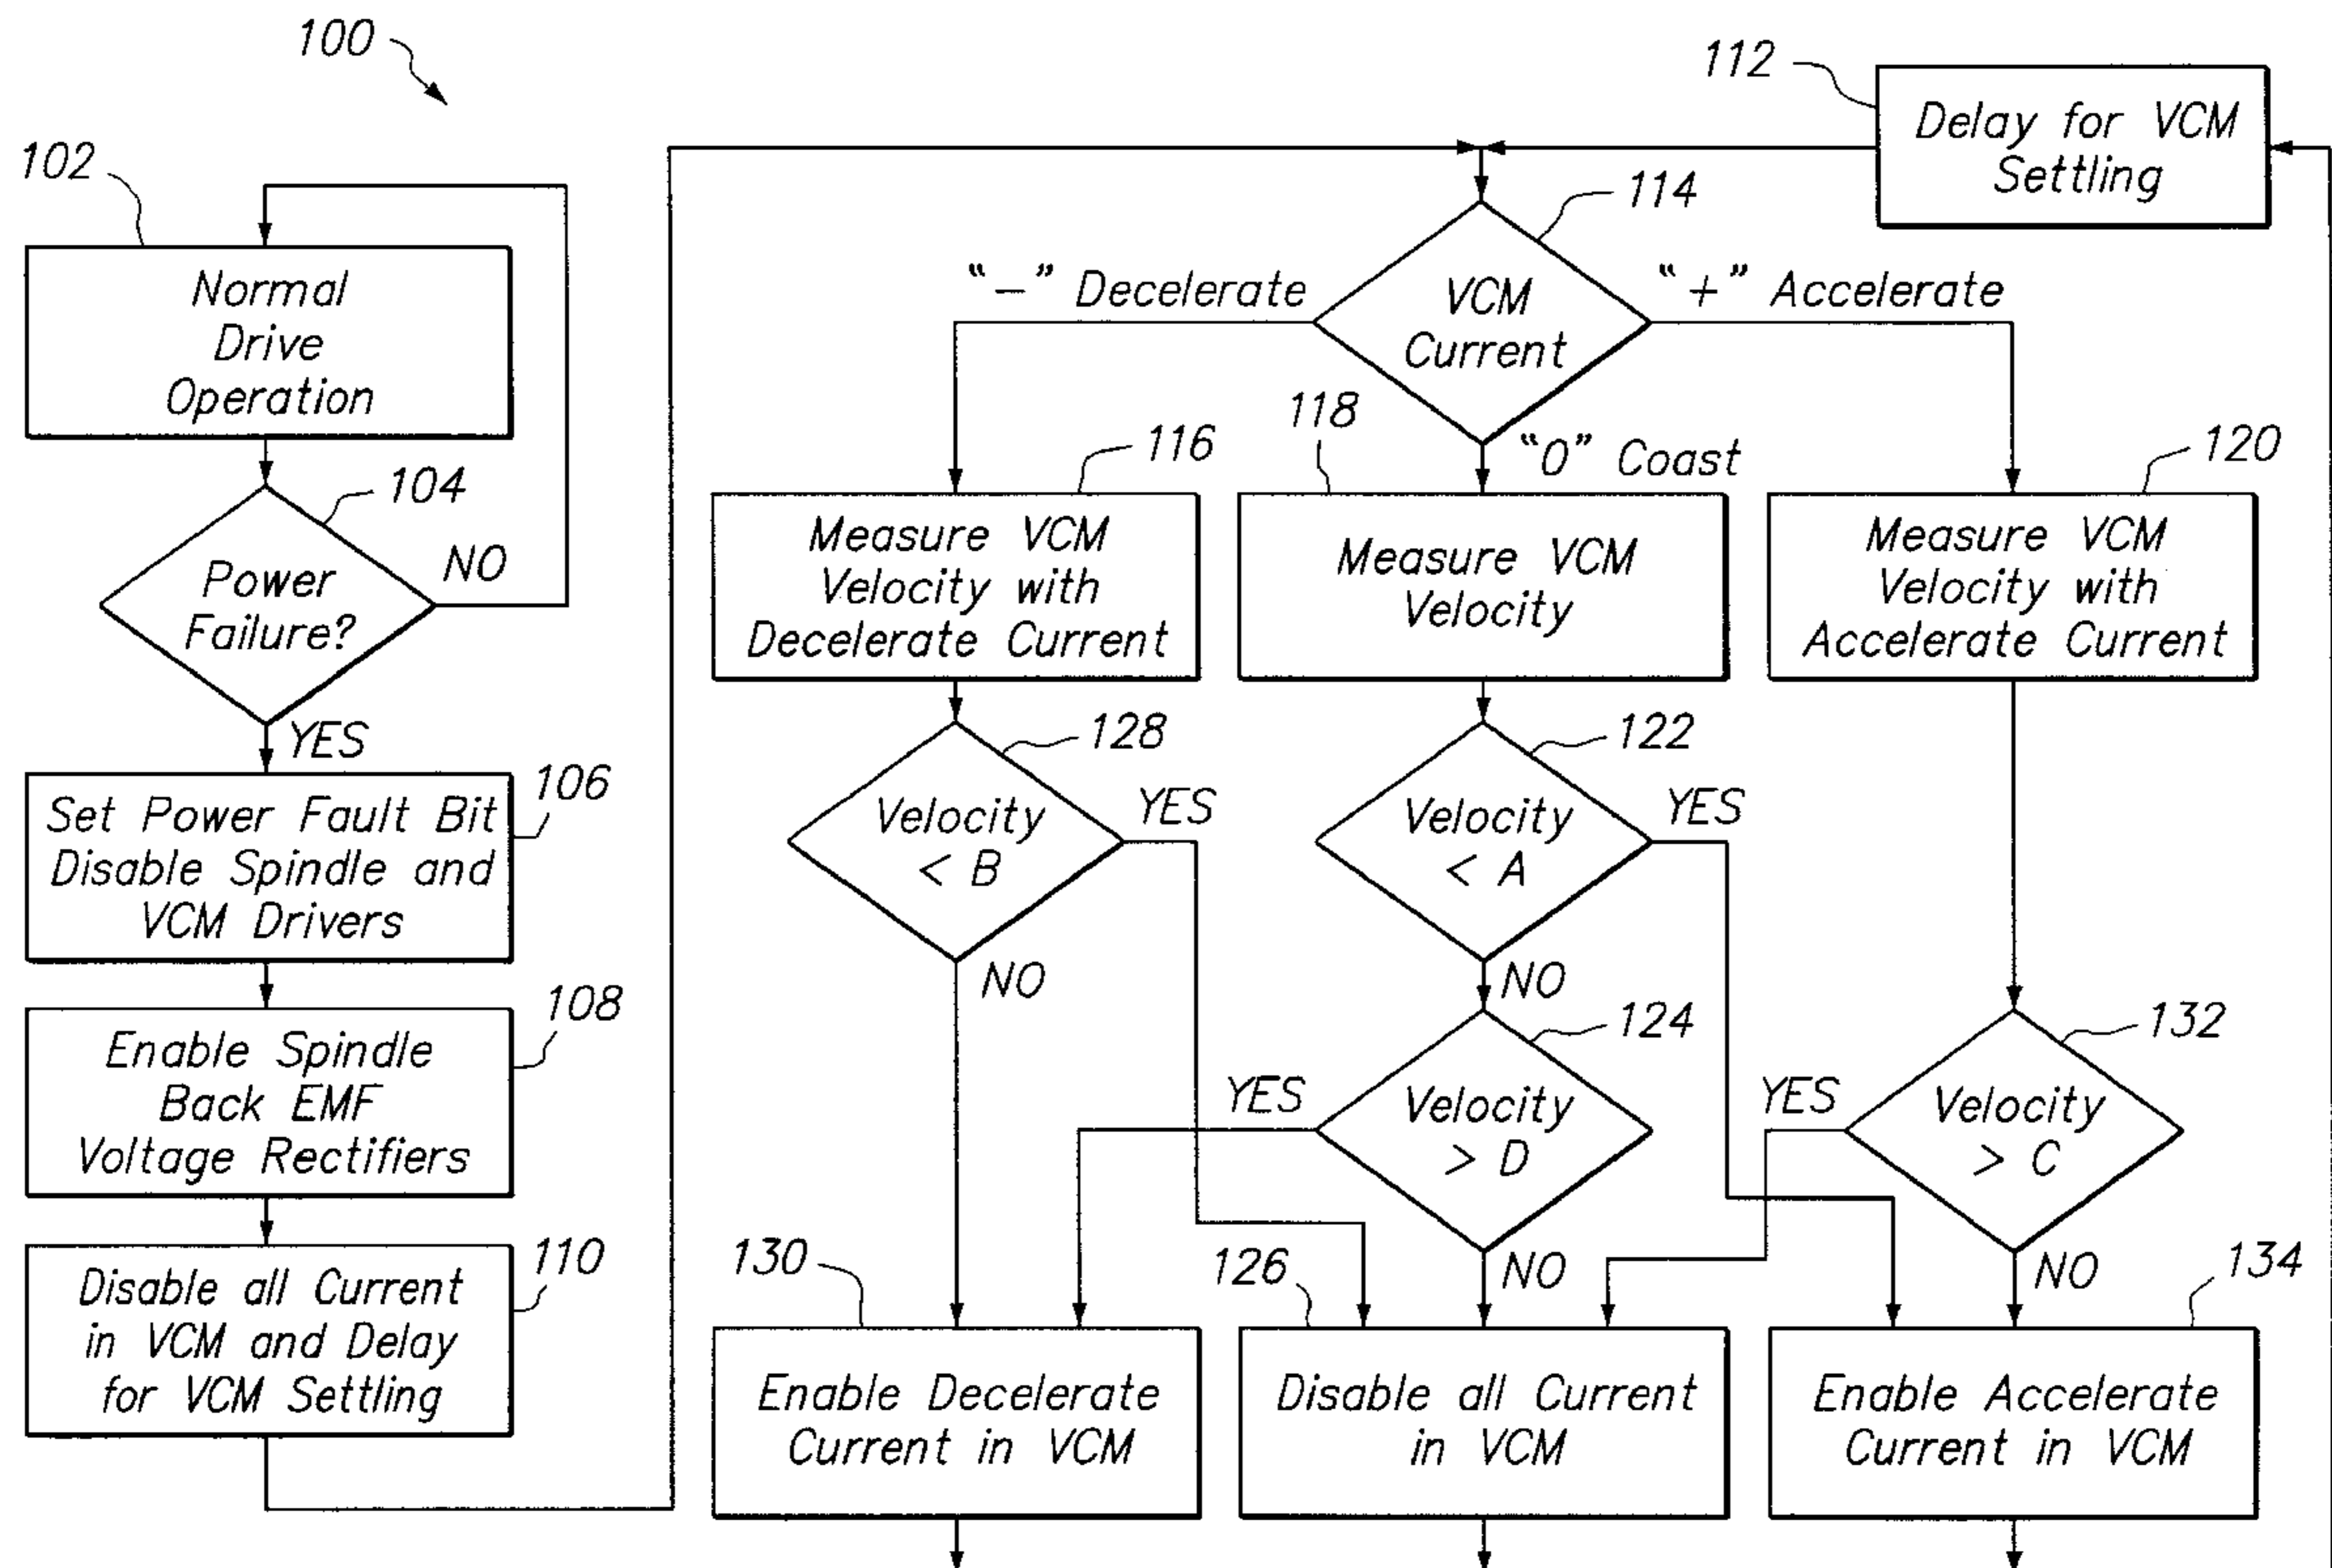 100
112
Delay for VCM
Settling
102
Normal
Drive
Operation
114
VCM
Current
"−" Decelerate
"+" Accelerate
"0" Coast
104
Power
Failure?
NO
YES
116
Measure VCM
Velocity with
Decelerate Current
118
Measure VCM
Velocity
120
Measure VCM
Velocity with
Accelerate Current
106
Set Power Fault Bit
Disable Spindle and
VCM Drivers
128
Velocity
< B
YES
NO
122
Velocity
< A
YES
NO
108
Enable Spindle
Back EMF
Voltage Rectifiers
124
Velocity
> D
YES
NO
132
Velocity
> C
YES
NO
110
Disable all Current
in VCM and Delay
for VCM Settling
130
Enable Decelerate
Current in VCM
126
Disable all Current
in VCM
134
Enable Accelerate
Current in VCM